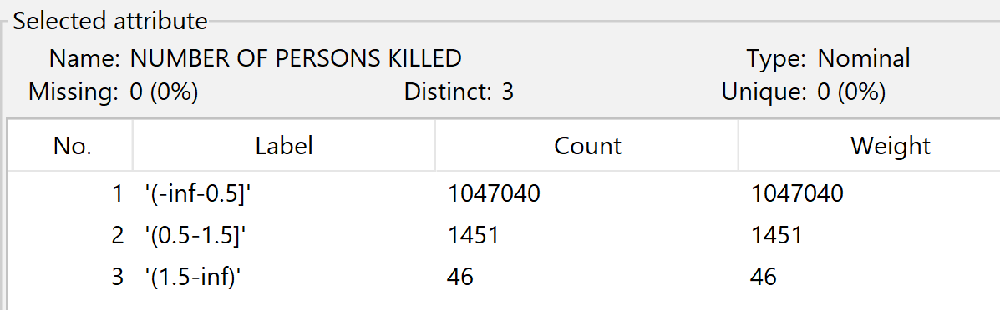 Selected attribute
Name: NUMBER OF PERSONS KILLED Type: Nominal
Missing: 0 (0%) Distinct: 3 Unique: 0 (0%)
No. Label Count Weight
1 '(-inf-0.5]' 1047040 1047040
2 '(0.5-1.5]' 1451 1451
3 '(1.5-inf)' 46 46